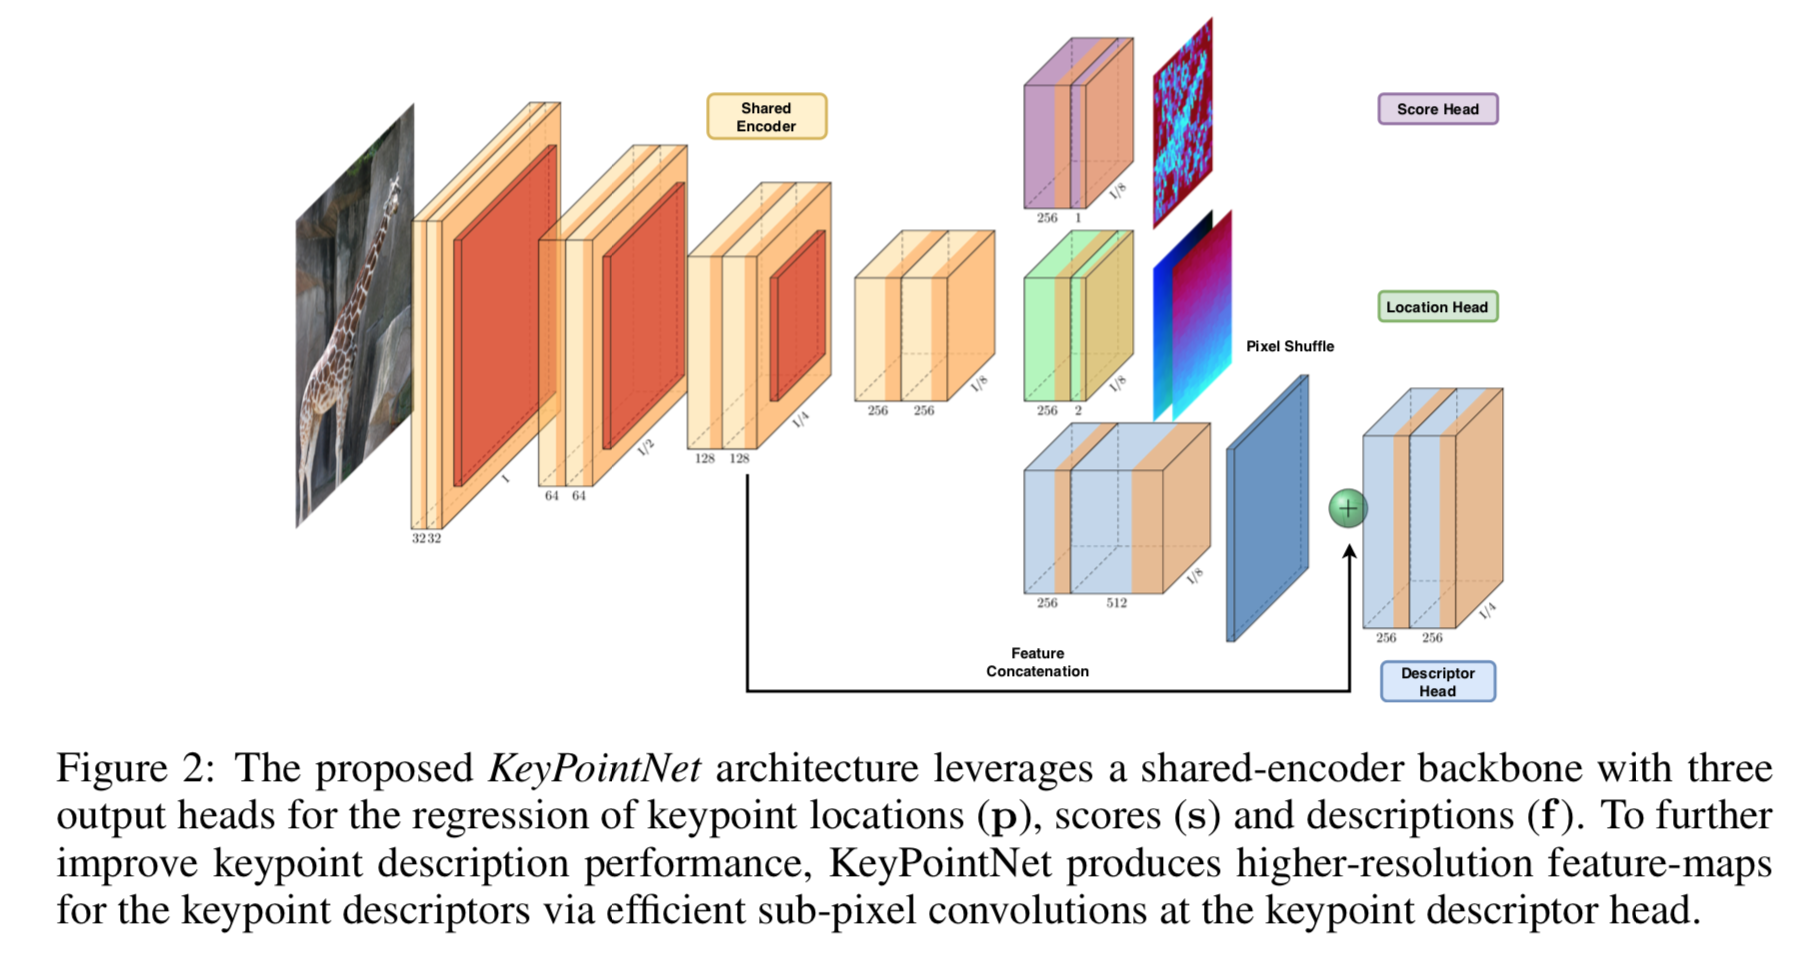 Shared
Encoder
Score Head
Location Head
Pixel Shuffle
Feature
Concatenation
Descriptor
Head
3232
1
64 64
1/2
128 128
1/4
256 256
1/8
256 1
1/8
256 2
1/8
256 512
1/8
+
256 256
1/4
Figure 2: The proposed KeyPointNet architecture leverages a shared-encoder backbone with three
output heads for the regression of keypoint locations (p), scores (s) and descriptions (f). To further
improve keypoint description performance, KeyPointNet produces higher-resolution feature-maps
for the keypoint descriptors via efficient sub-pixel convolutions at the keypoint descriptor head.